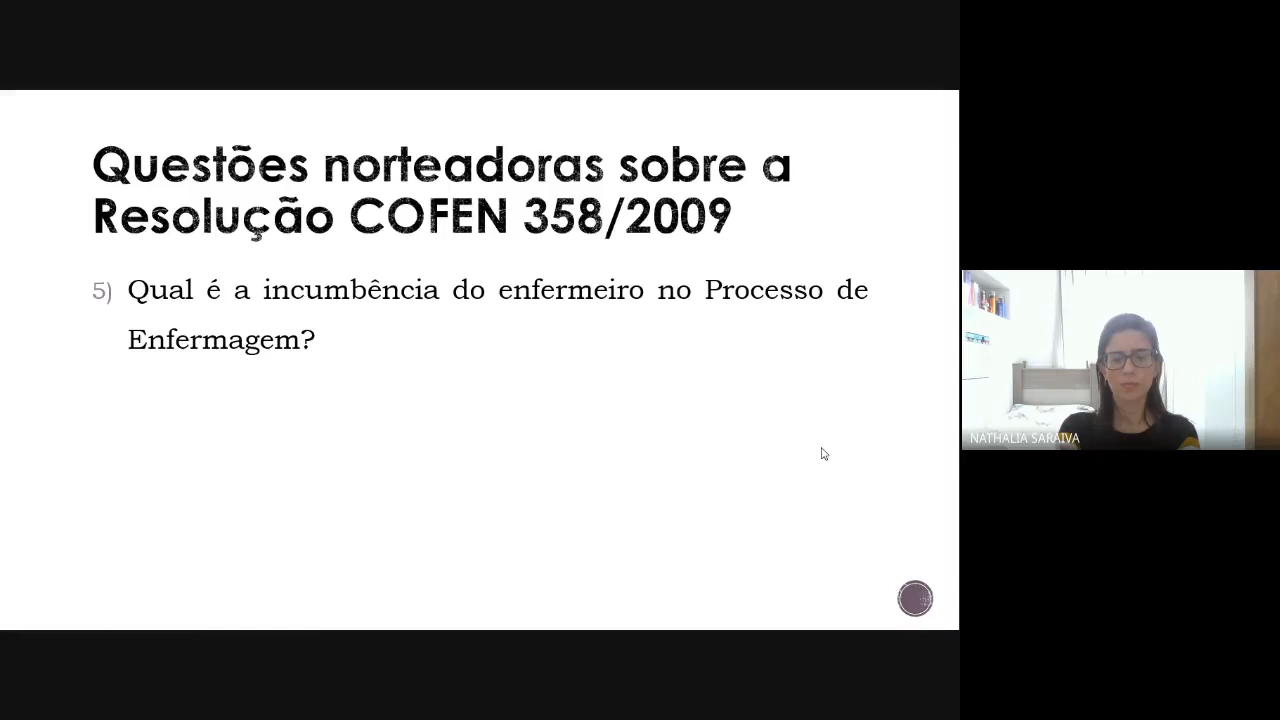 Questões norteadoras sobre a
Resolução COFEN 358/2009
5) Qual é a incumbência do enfermeiro no Processo de
Enfermagem?
NATHALIA SARAIVA